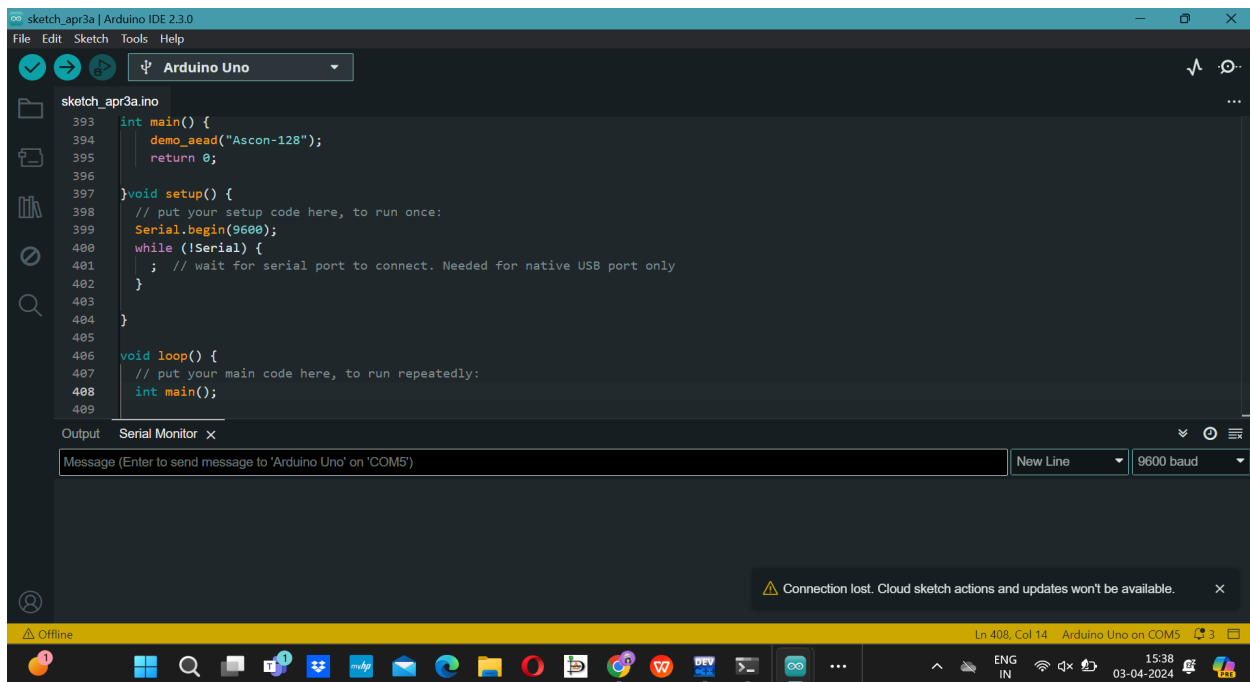 sketch_apr3a | Arduino IDE 2.3.0
File Edit Sketch Tools Help
Arduino Uno
sketch_apr3a.ino
393 int main() {
394 demo_aead("Ascon-128");
395 return 0;
396
397 }void setup() {
398 // put your setup code here, to run once:
399 Serial.begin(9600);
400 while (!Serial) {
401 ; // wait for serial port to connect. Needed for native USB port only
402 }
403
404 }
405
406 void loop() {
407 // put your main code here, to run repeatedly:
408 int main();
409
Output Serial Monitor
Message (Enter to send message to 'Arduino Uno' on 'COM5')
New Line
9600 baud
Connection lost. Cloud sketch actions and updates won't be available.
Offline
Ln 408, Col 14 Arduino Uno on COM5 3
1
1
T
mvhp
W
DEV
ENG
IN
15:38
03-04-2024
PRE